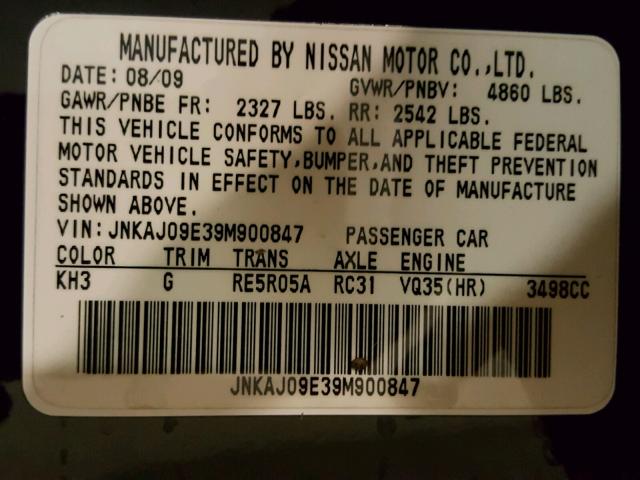 MANUFACTURED BY NISSAN MOTOR CO.,LTD.
DATE: 08/09 GVWR/PNBV: 4860 LBS.
GAWR/PNBE FR: 2327 LBS. RR: 2542 LBS.
THIS VEHICLE CONFORMS TO ALL APPLICABLE FEDERAL
MOTOR VEHICLE SAFETY,BUMPER,AND THEFT PREVENTION
STANDARDS IN EFFECT ON THE DATE OF MANUFACTURE
SHOWN ABOVE.
VIN:JNKAJ09E39M900847 PASSENGER CAR
COLOR TRIM TRANS AXLE ENGINE
KH3 G RE5R05A RC31 VQ35(HR) 3498CC
JNKAJ09E39M900847